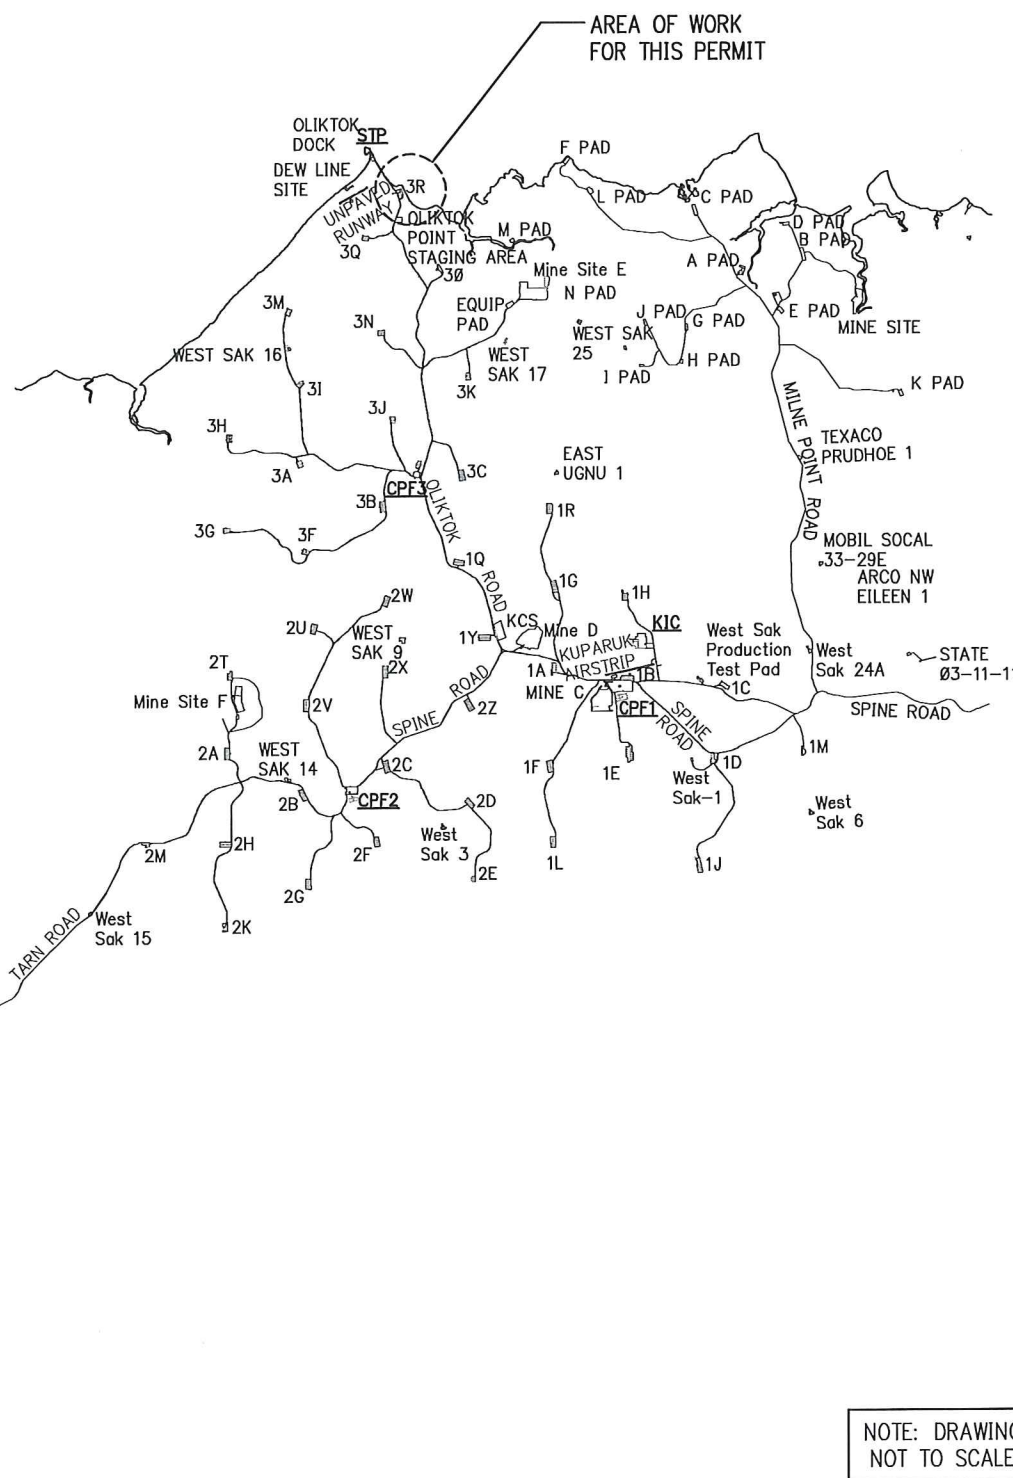 AREA OF WORK
FOR THIS PERMIT
OLIKTOK
DOCK
STP
DEW LINE
SITE
UNPAVED
RUNWAY
3R
OLIKTOK
POINT
STAGING AREA
3Q
3Ø
F PAD
L PAD
C PAD
M PAD
D PAD
B PAD
A PAD
Mine Site E
N PAD
EQUIP
PAD
E PAD
MINE SITE
J PAD
G PAD
H PAD
I PAD
WEST SAK
25
K PAD
3M
3N
WEST SAK 16
WEST
SAK 17
3K
3I
3J
3H
3A
3C
CPF3
3B
3G
3F
OLIKTOK
ROAD
EAST
UGNU 1
MILNE POINT
ROAD
TEXACO
PRUDHOE 1
1R
1Q
1G
MOBIL SOCAL
33-29E
ARCO NW
EILEEN 1
2W
2U
WEST
SAK 9
1Y
KCS
Mine D
1H
KIC
KUPARUK
AIRSTRIP
West Sak
Production
Test Pad
West
Sak 24A
STATE
Ø3-11-1
2T
Mine Site F
2X
2V
SPINE
ROAD
2Z
1A
MINE C
1B
CPF1
1C
SPINE
ROAD
SPINE ROAD
2A
WEST
SAK 14
2B
CPF2
2C
2D
1F
1E
West
Sak-1
1D
1M
2M
2H
2F
West
Sak 3
2E
2G
1L
1J
West
Sak 6
TARN ROAD
West
Sak 15
2K
NOTE: DRAWING
NOT TO SCALE